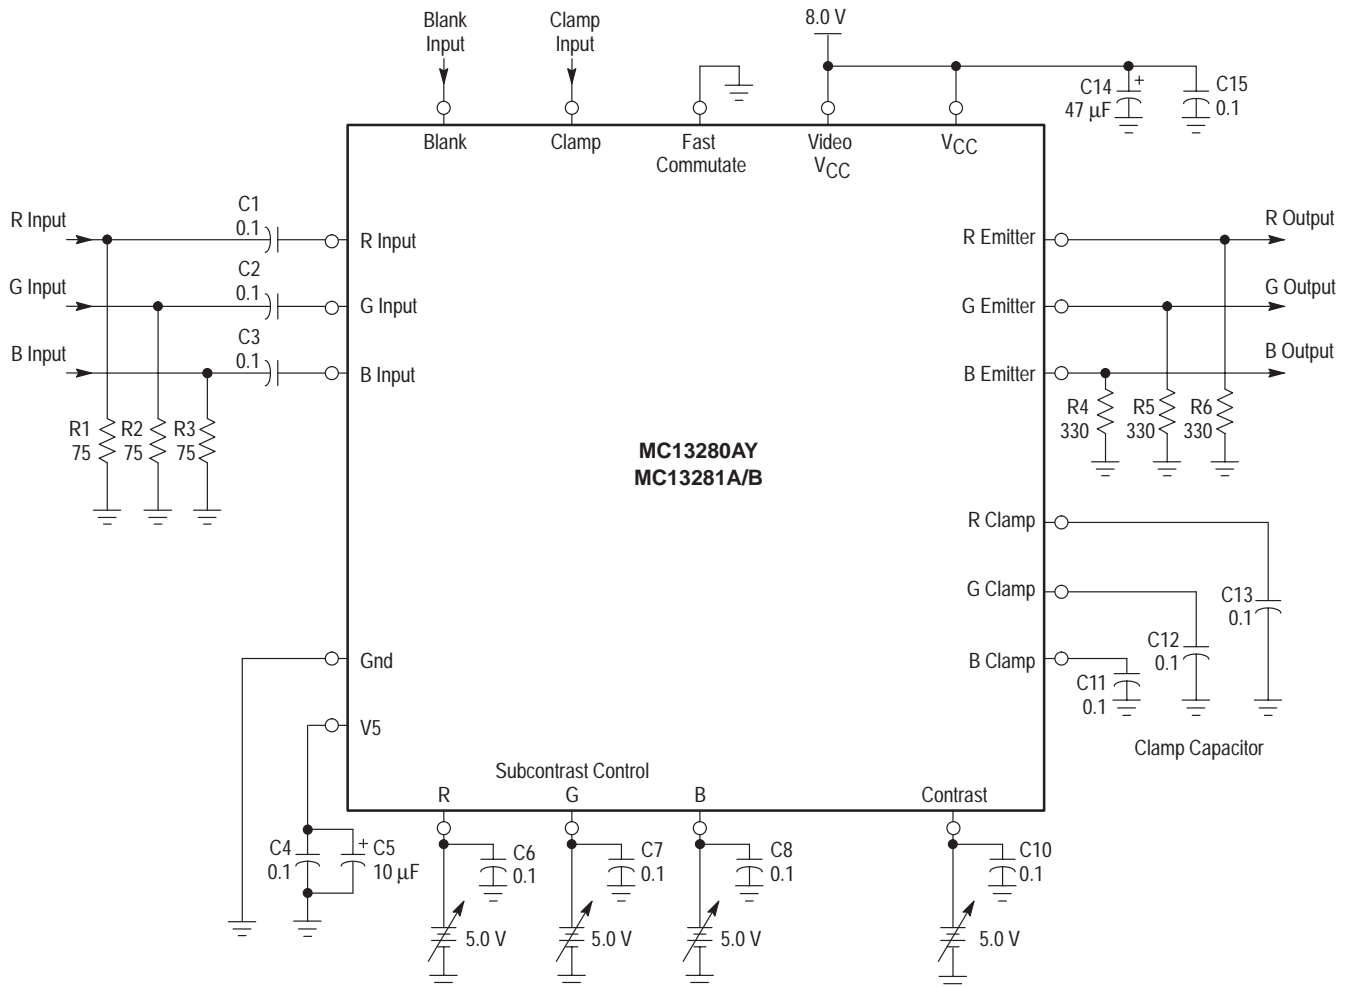 Blank
Input
Clamp
Input
8.0 V
C14
47 μF
+
C15
0.1
Blank
Clamp
Fast
Commutate
Video
VCC
VCC
R Input
C1
0.1
R Input
G Input
C2
0.1
G Input
B Input
C3
0.1
B Input
R1
75
R2
75
R3
75
R Emitter
R Output
G Emitter
G Output
B Emitter
B Output
R4
330
R5
330
R6
330
MC13280AY
MC13281A/B
R Clamp
G Clamp
B Clamp
C13
0.1
C12
0.1
C11
0.1
Clamp Capacitor
Gnd
V5
C4
0.1
+
C5
10 μF
Subcontrast Control
R
G
B
Contrast
C6
0.1
C7
0.1
C8
0.1
C10
0.1
5.0 V
5.0 V
5.0 V
5.0 V